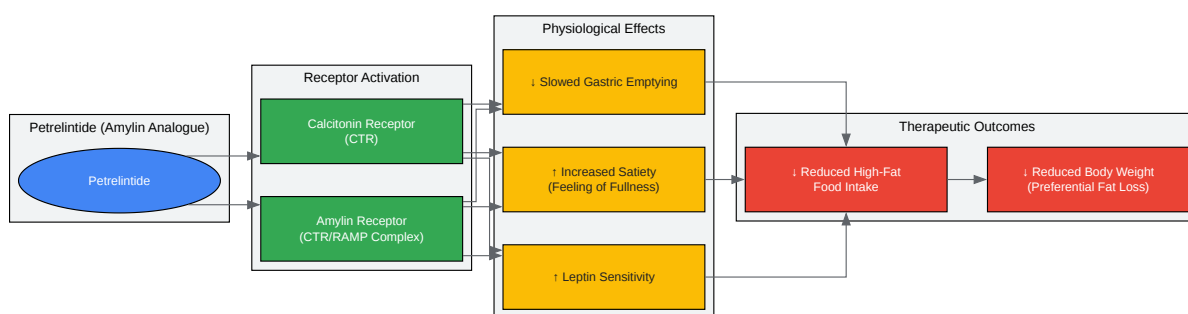 Petrelintide (Amylin Analogue)
Petrelintide
Receptor Activation
Calcitonin Receptor
(CTR)
Amylin Receptor
(CTR/RAMP Complex)
Physiological Effects
↓ Slowed Gastric Emptying
↑ Increased Satiety
(Feeling of Fullness)
↑ Leptin Sensitivity
Therapeutic Outcomes
↓ Reduced High-Fat
Food Intake
↓ Reduced Body Weight
(Preferential Fat Loss)